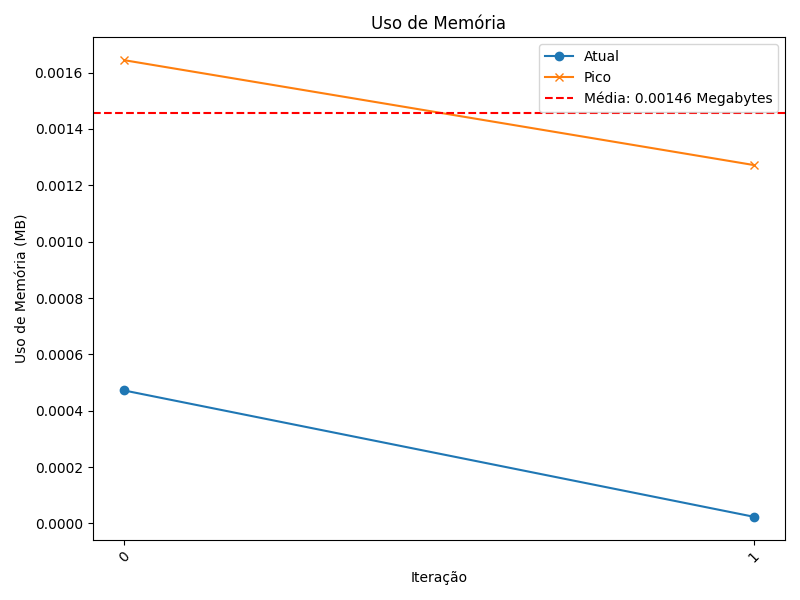 Uso de Memória
Atual
Pico
Média: 0.00146 Megabytes
Uso de Memória (MB)
0.0016
0.0014
0.0012
0.0010
0.0008
0.0006
0.0004
0.0002
0.0000
0
1
Iteração